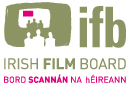 ifb
IRISH FILM BOARD
BORD SCANNÁN NA hÉIREANN